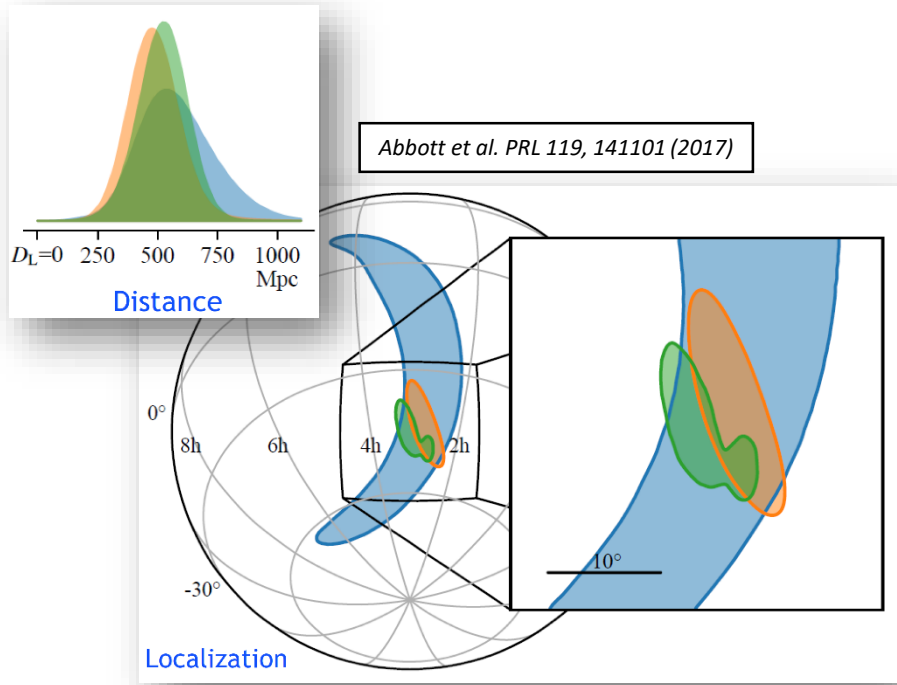 Abbott et al. PRL 119, 141101 (2017)
D_L=0 250 500 750 1000
Mpc
Distance
0°
8h 6h 4h 2h
-30°
10°
Localization